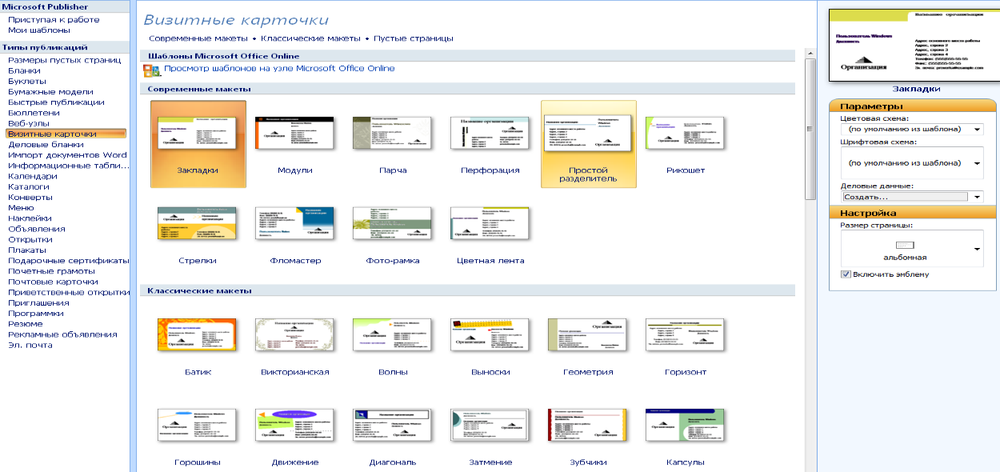 Microsoft Publisher
Приступая к работе
Мои шаблоны
Типы публикаций
Размеры пустых страниц
Бланки
Буклеты
Бумажные модели
Быстрые публикации
Бюллетени
Веб-узлы
Визитные карточки
Деловые бланки
Импорт документов Word
Информационные табли...
Календари
Каталоги
Конверты
Меню
Наклейки
Объявления
Открытки
Плакаты
Подарочные сертификаты
Почетные грамоты
Почтовые карточки
Приветственные открытки
Приглашения
Программки
Резюме
Рекламные объявления
Эл. почта
Визитные карточки
Современные макеты • Классические макеты • Пустые страницы
Шаблоны Microsoft Office Online
Просмотр шаблонов на узле Microsoft Office Online
Современные макеты
Закладки
Модули
Парча
Перфорация
Простой
разделитель
Рикошет
Стрелки
Фломастер
Фото-рамка
Цветная лента
Классические макеты
Батик
Викторианская
Волны
Выноски
Геометрия
Горизонт
Горошины
Движение
Диагональ
Затмение
Зубчики
Капсулы
Название организации
Пользователь Windows
Должность
Адрес основного места работы
Адрес, строка 2
Адрес, строка 3
Адрес, строка 4
Телефон: (555)555-55-55
Факс: (555)555-55-55
Эл. почта: proverka@example.com
Организация
Закладки
Параметры
Цветовая схема:
(по умолчанию из шаблона)
Шрифтовая схема:
(по умолчанию из шаблона)
Деловые данные:
Создать...
Настройка
Размер страницы:
альбомная
Включить эмблему